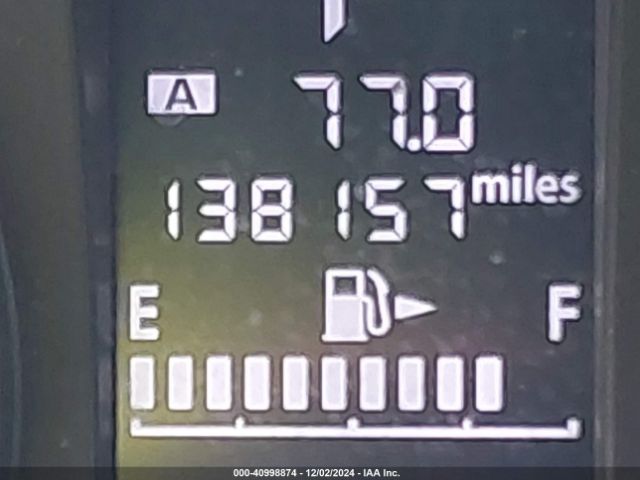 A 77.0
138157 miles
E F
000-40998874 - 12/02/2024 - IAA Inc.